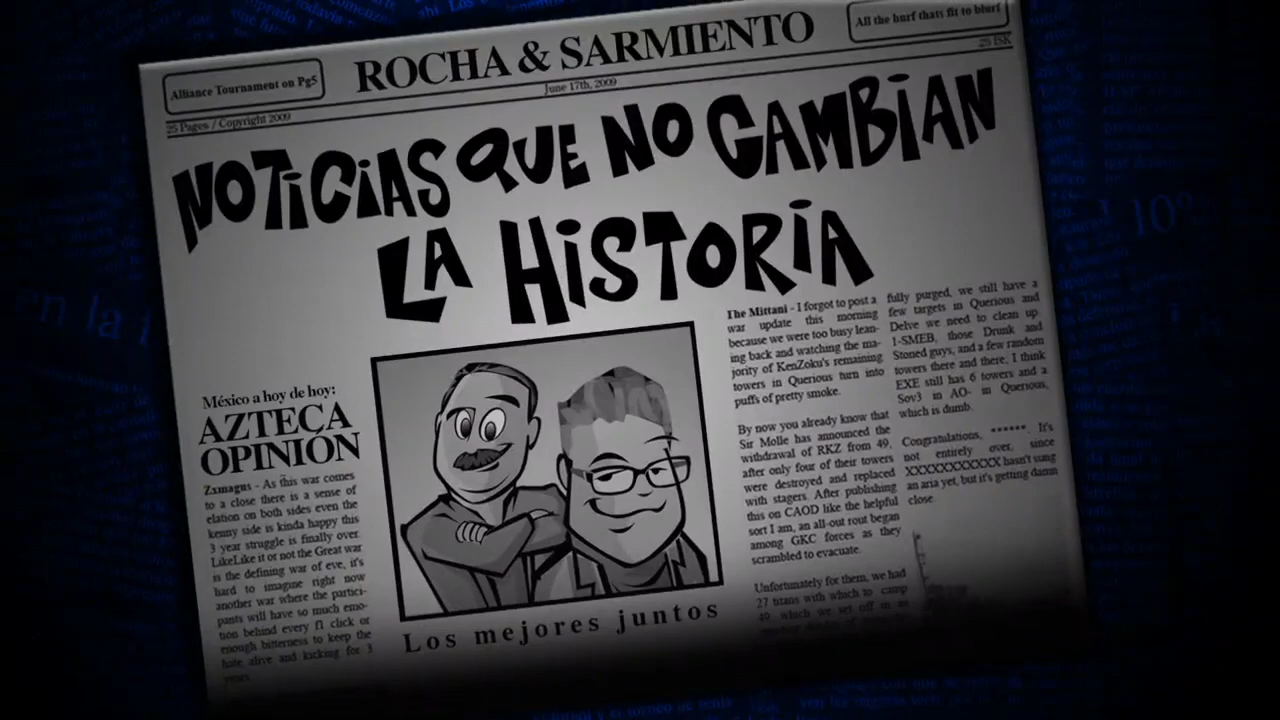 All the hurf thats fit to blurf
ROCHA & SARMIENTO
Alliance Tournament on Pg5
25 ISK
June 17th, 2009
25 Pages / Copyright 2009
NOTiCiAS QUE NO CAMBiAN
LA HiSTORiA
México a hoy de hoy:
AZTECA
OPINIÓN
Zxmagus - As this war comes
to a close there is a sense of
elation on both sides even the
kenny side is kinda happy this
3 year struggle is finally over.
LikeLike it or not the Great war
is the defining war of eve, it's
hard to imagine right now
another war where the partici-
pants will have so much emo-
tion behind every f1 click or
enough bitterness to keep the
hate alive and kicking for 3
years.
Los mejores juntos
The Mittani - I forgot to post a
war update this morning
because we were too busy lean-
ing back and watching the ma-
jority of KenZoku's remaining
towers in Querious turn into
puffs of pretty smoke.
By now you already know that
Sir Molle has announced the
withdrawal of RKZ from 49,
after only four of their towers
were destroyed and replaced
with stagers. After publishing
this on CAOD like the helpful
sort I am, an all-out rout began
among GKC forces as they
scrambled to evacuate.
Unfortunately for them, we had
27 titans with which to camp
49 which we set off in an
fully purged, we still have a
few targets in Querious and
Delve we need to clean up.
1-SMEB, those Drunk and
Stoned guys, and a few random
towers there and there; I think
EXE still has 6 towers and a
Sov3 in AO- in Querious,
which is dumb.
Congratulations, ******. It's
not entirely over, since
XXXXXXXXXXX hasn't sung
an aria yet, but it's getting damn
close.
en la
10º